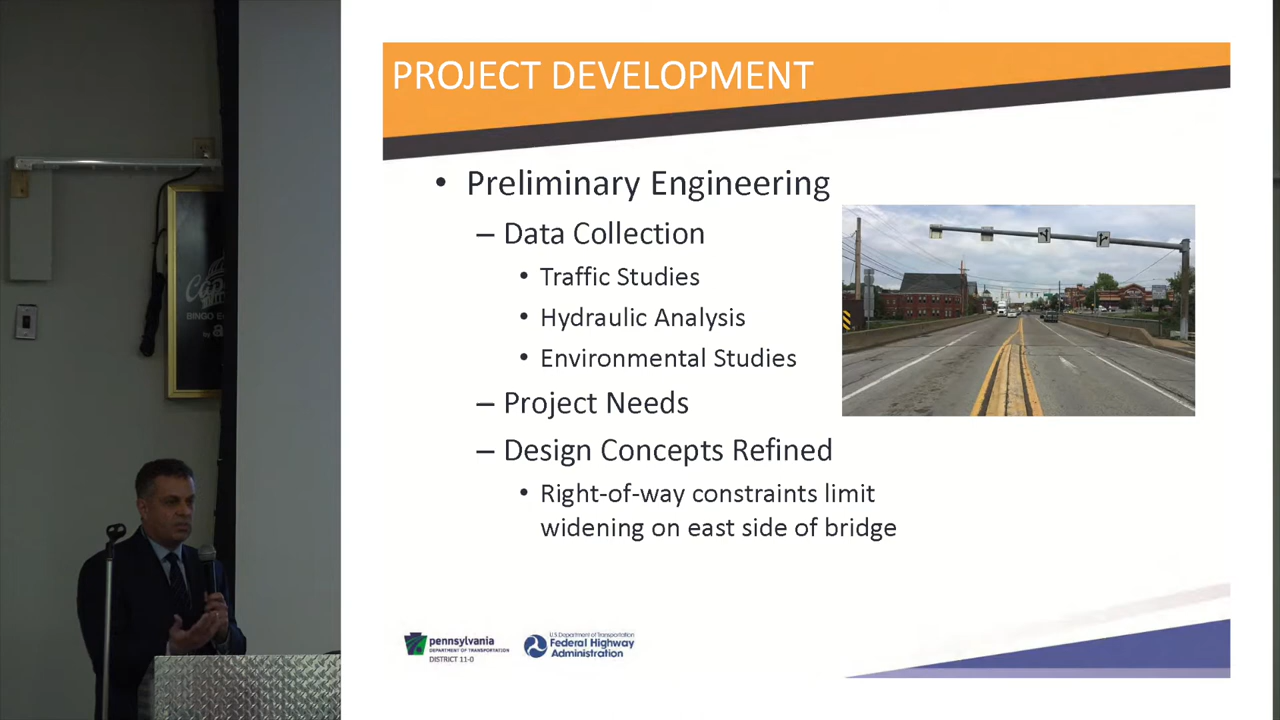 PROJECT DEVELOPMENT
• Preliminary Engineering
– Data Collection
• Traffic Studies
• Hydraulic Analysis
• Environmental Studies
– Project Needs
– Design Concepts Refined
• Right-of-way constraints limit
widening on east side of bridge
pennsylvania
DEPARTMENT OF TRANSPORTATION
DISTRICT 11-0
U.S. Department of Transportation
Federal Highway
Administration
BINGO
by